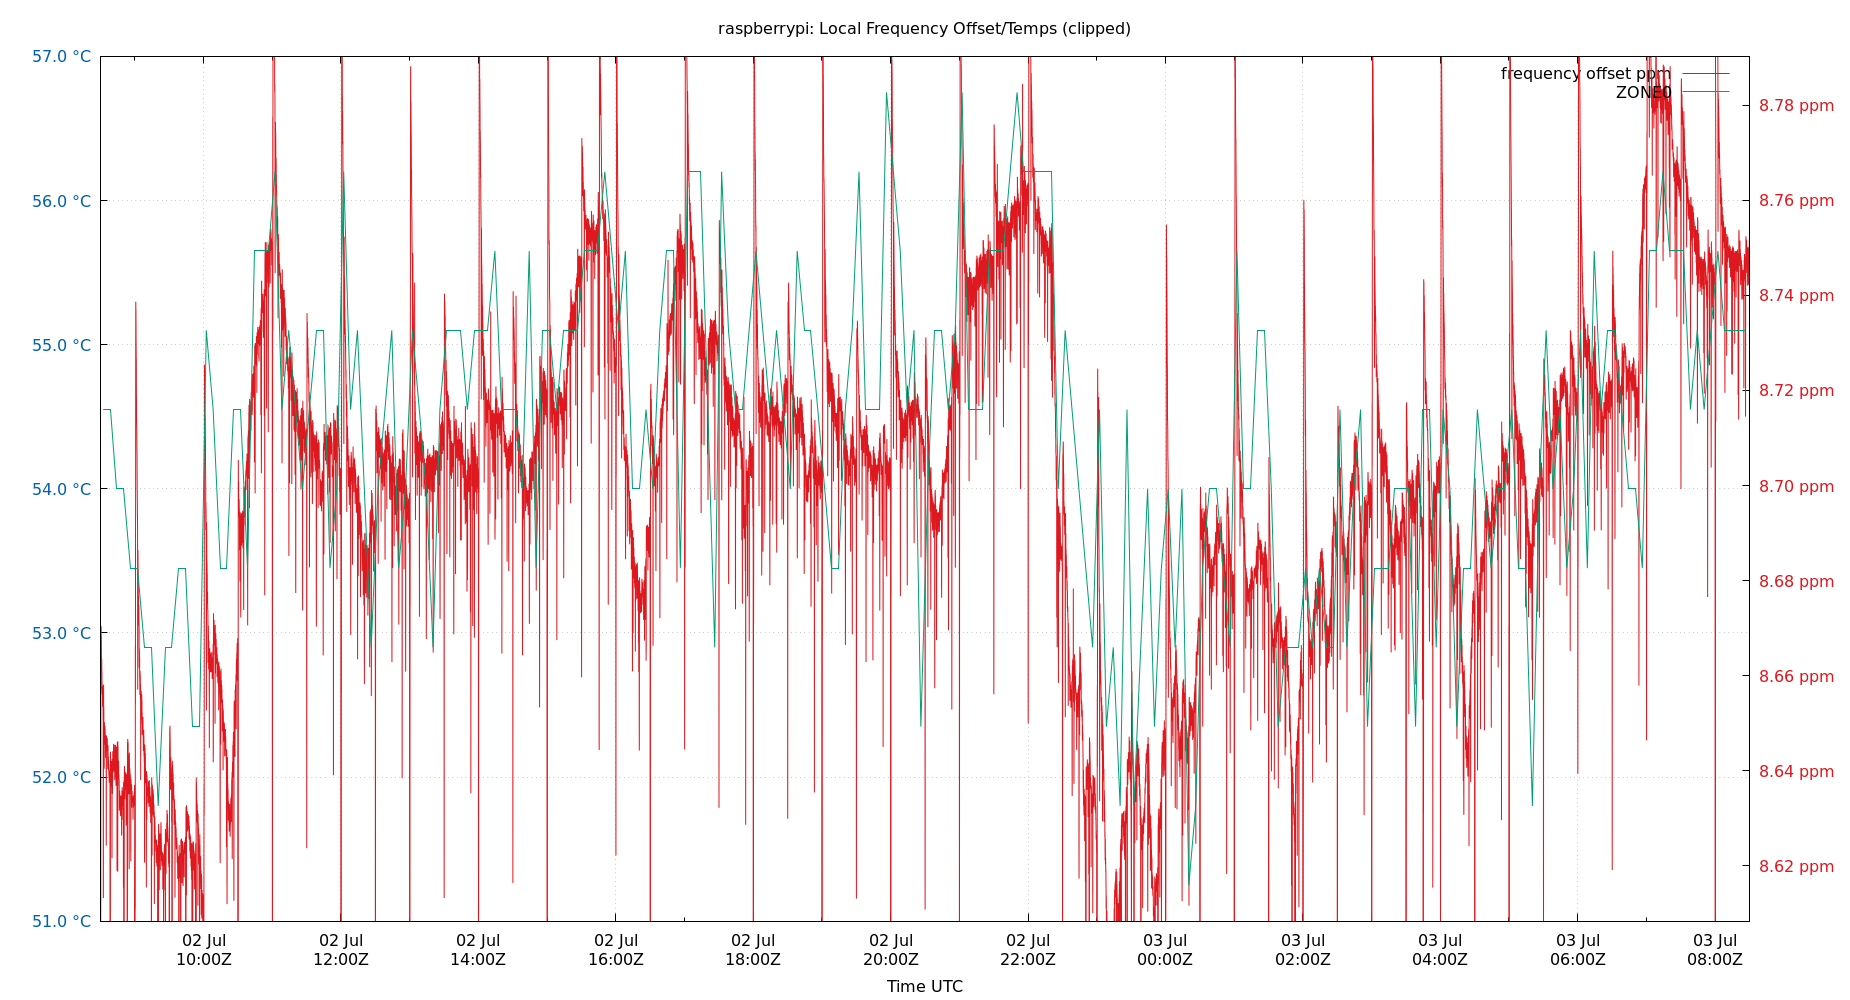 raspberrypi: Local Frequency Offset/Temps (clipped)
57.0 °C
56.0 °C
55.0 °C
54.0 °C
53.0 °C
52.0 °C
51.0 °C
frequency offset ppm
ZONE0
8.78 ppm
8.76 ppm
8.74 ppm
8.72 ppm
8.70 ppm
8.68 ppm
8.66 ppm
8.64 ppm
8.62 ppm
02 Jul
10:00Z
02 Jul
12:00Z
02 Jul
14:00Z
02 Jul
16:00Z
02 Jul
18:00Z
02 Jul
20:00Z
02 Jul
22:00Z
03 Jul
00:00Z
03 Jul
02:00Z
03 Jul
04:00Z
03 Jul
06:00Z
03 Jul
08:00Z
Time UTC